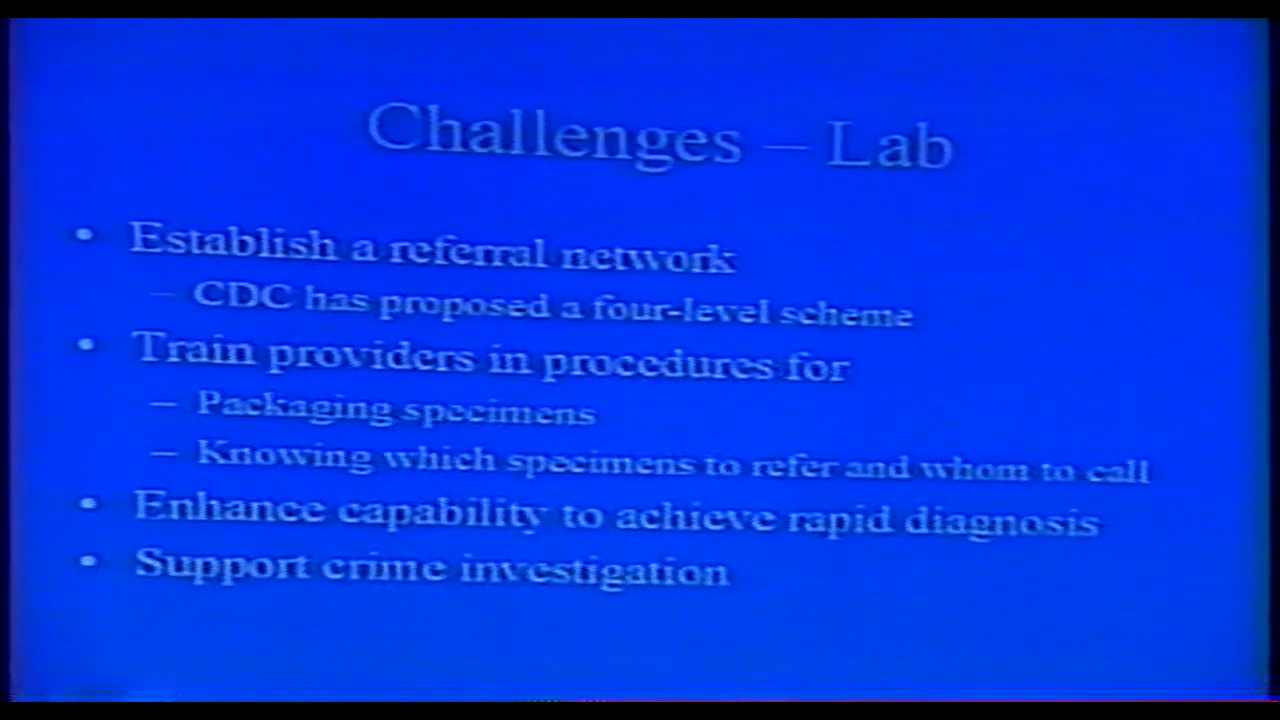 Challenges – Lab
• Establish a referral network
– CDC has proposed a four-level scheme
• Train providers in procedures for
– Packaging specimens
– Knowing which specimens to refer and whom to call
• Enhance capability to achieve rapid diagnosis
• Support crime investigation